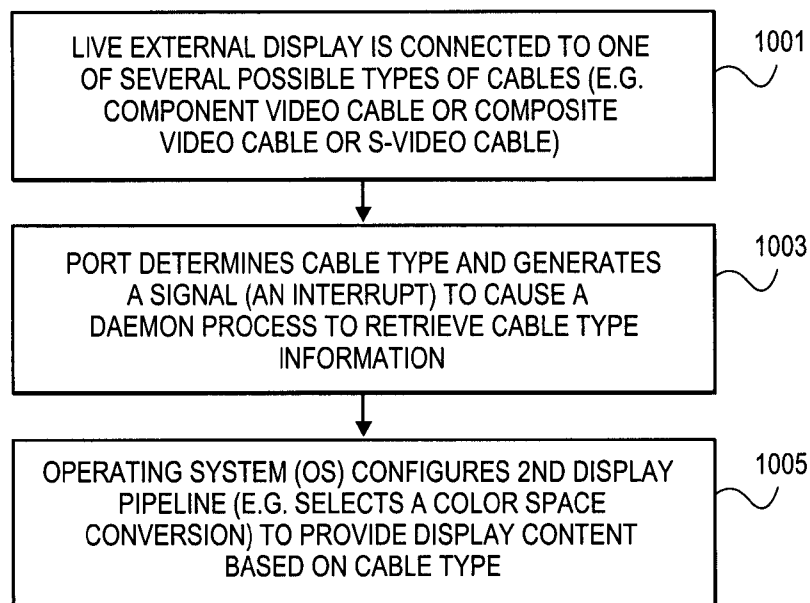 LIVE EXTERNAL DISPLAY IS CONNECTED TO ONE
OF SEVERAL POSSIBLE TYPES OF CABLES (E.G.
COMPONENT VIDEO CABLE OR COMPOSITE
VIDEO CABLE OR S-VIDEO CABLE)
1001
PORT DETERMINES CABLE TYPE AND GENERATES
A SIGNAL (AN INTERRUPT) TO CAUSE A
DAEMON PROCESS TO RETRIEVE CABLE TYPE
INFORMATION
1003
OPERATING SYSTEM (OS) CONFIGURES 2ND DISPLAY
PIPELINE (E.G. SELECTS A COLOR SPACE
CONVERSION) TO PROVIDE DISPLAY CONTENT
BASED ON CABLE TYPE
1005